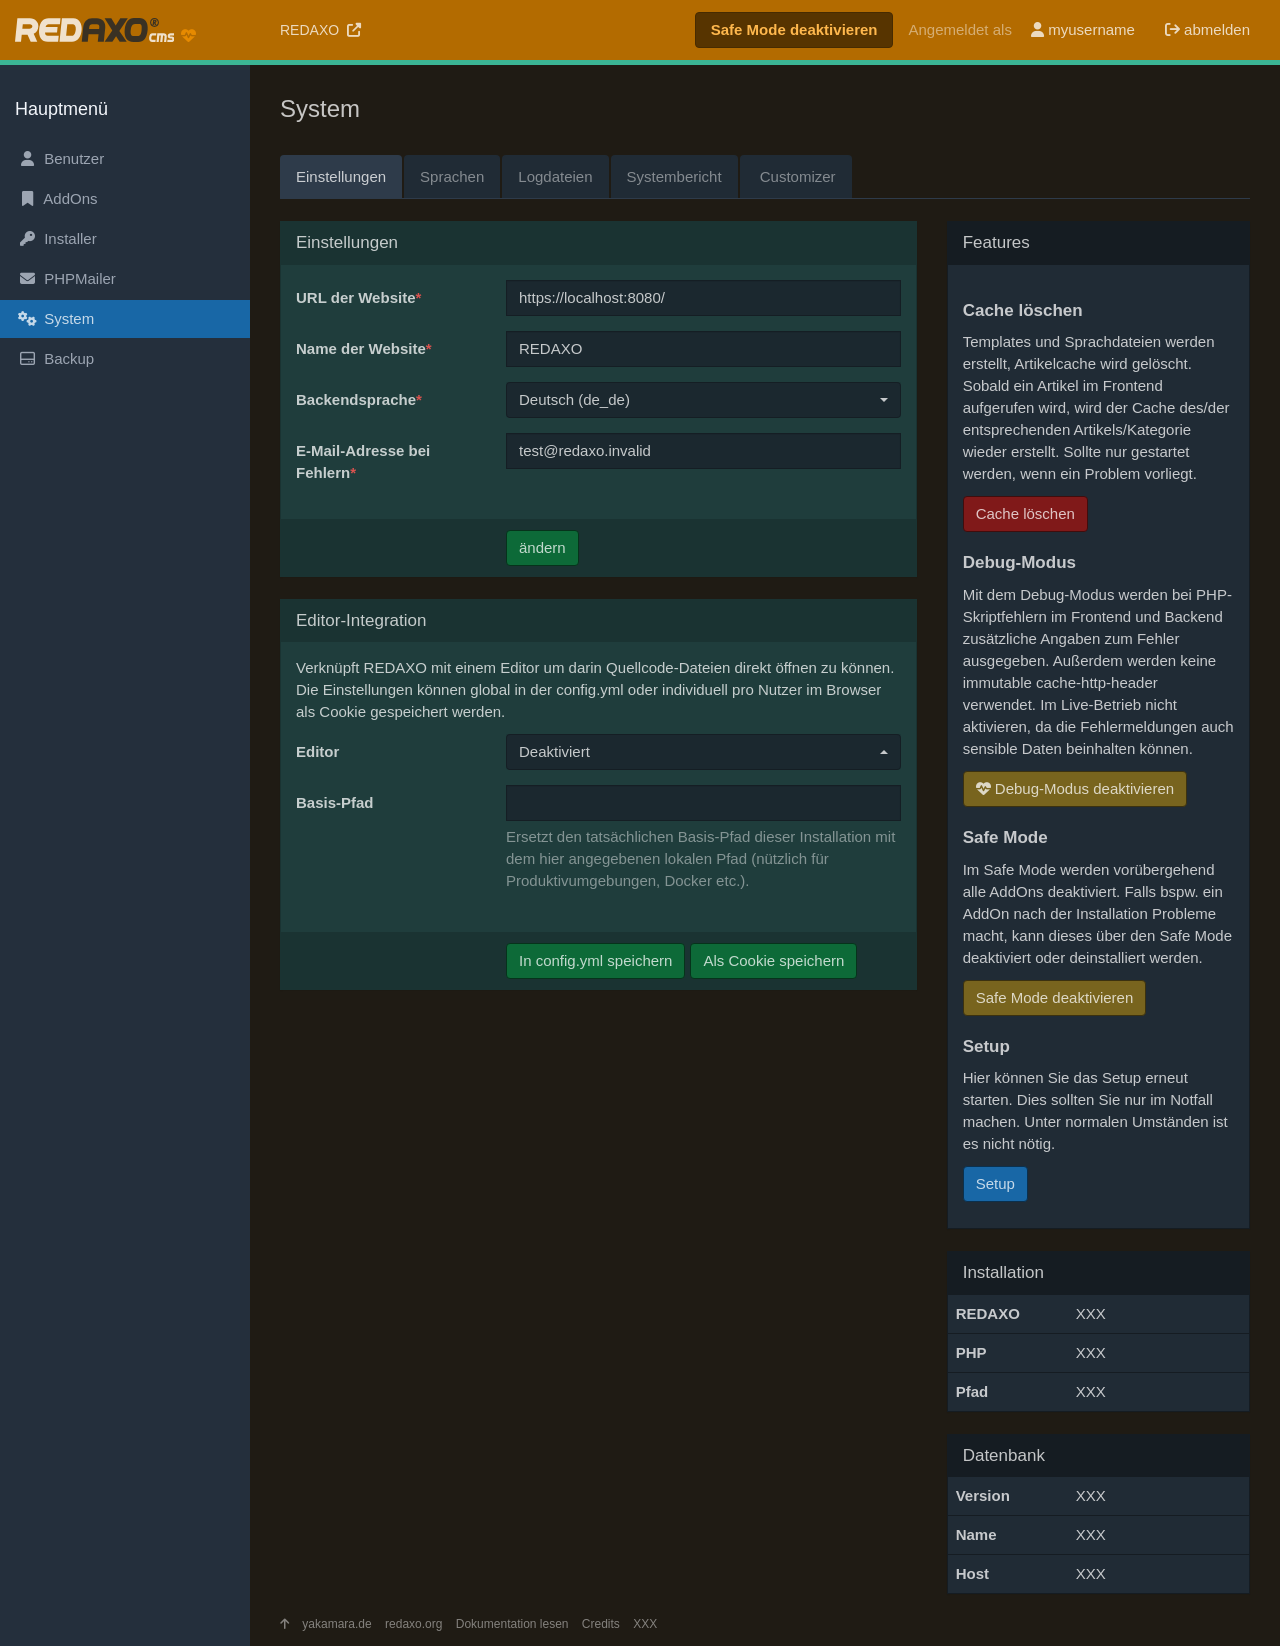 REDAXO® cms
REDAXO
Safe Mode deaktivieren
Angemeldet als myusername
abmelden
Hauptmenü
Benutzer
AddOns
Installer
PHPMailer
System
Backup
System
Einstellungen Sprachen Logdateien Systembericht Customizer
Einstellungen
URL der Website* https://localhost:8080/
Name der Website* REDAXO
Backendsprache* Deutsch (de_de)
E-Mail-Adresse bei
Fehlern*
test@redaxo.invalid
ändern
Editor-Integration
Verknüpft REDAXO mit einem Editor um darin Quellcode-Dateien direkt öffnen zu können.
Die Einstellungen können global in der config.yml oder individuell pro Nutzer im Browser
als Cookie gespeichert werden.
Editor Deaktiviert
Basis-Pfad
Ersetzt den tatsächlichen Basis-Pfad dieser Installation mit
dem hier angegebenen lokalen Pfad (nützlich für
Produktivumgebungen, Docker etc.).
In config.yml speichern Als Cookie speichern
Features
Cache löschen
Templates und Sprachdateien werden
erstellt, Artikelcache wird gelöscht.
Sobald ein Artikel im Frontend
aufgerufen wird, wird der Cache des/der
entsprechenden Artikels/Kategorie
wieder erstellt. Sollte nur gestartet
werden, wenn ein Problem vorliegt.
Cache löschen
Debug-Modus
Mit dem Debug-Modus werden bei PHP-
Skriptfehlern im Frontend und Backend
zusätzliche Angaben zum Fehler
ausgegeben. Außerdem werden keine
immutable cache-http-header
verwendet. Im Live-Betrieb nicht
aktivieren, da die Fehlermeldungen auch
sensible Daten beinhalten können.
Debug-Modus deaktivieren
Safe Mode
Im Safe Mode werden vorübergehend
alle AddOns deaktiviert. Falls bspw. ein
AddOn nach der Installation Probleme
macht, kann dieses über den Safe Mode
deaktiviert oder deinstalliert werden.
Safe Mode deaktivieren
Setup
Hier können Sie das Setup erneut
starten. Dies sollten Sie nur im Notfall
machen. Unter normalen Umständen ist
es nicht nötig.
Setup
Installation
REDAXO XXX
PHP XXX
Pfad XXX
Datenbank
Version XXX
Name XXX
Host XXX
yakamara.de redaxo.org Dokumentation lesen Credits XXX